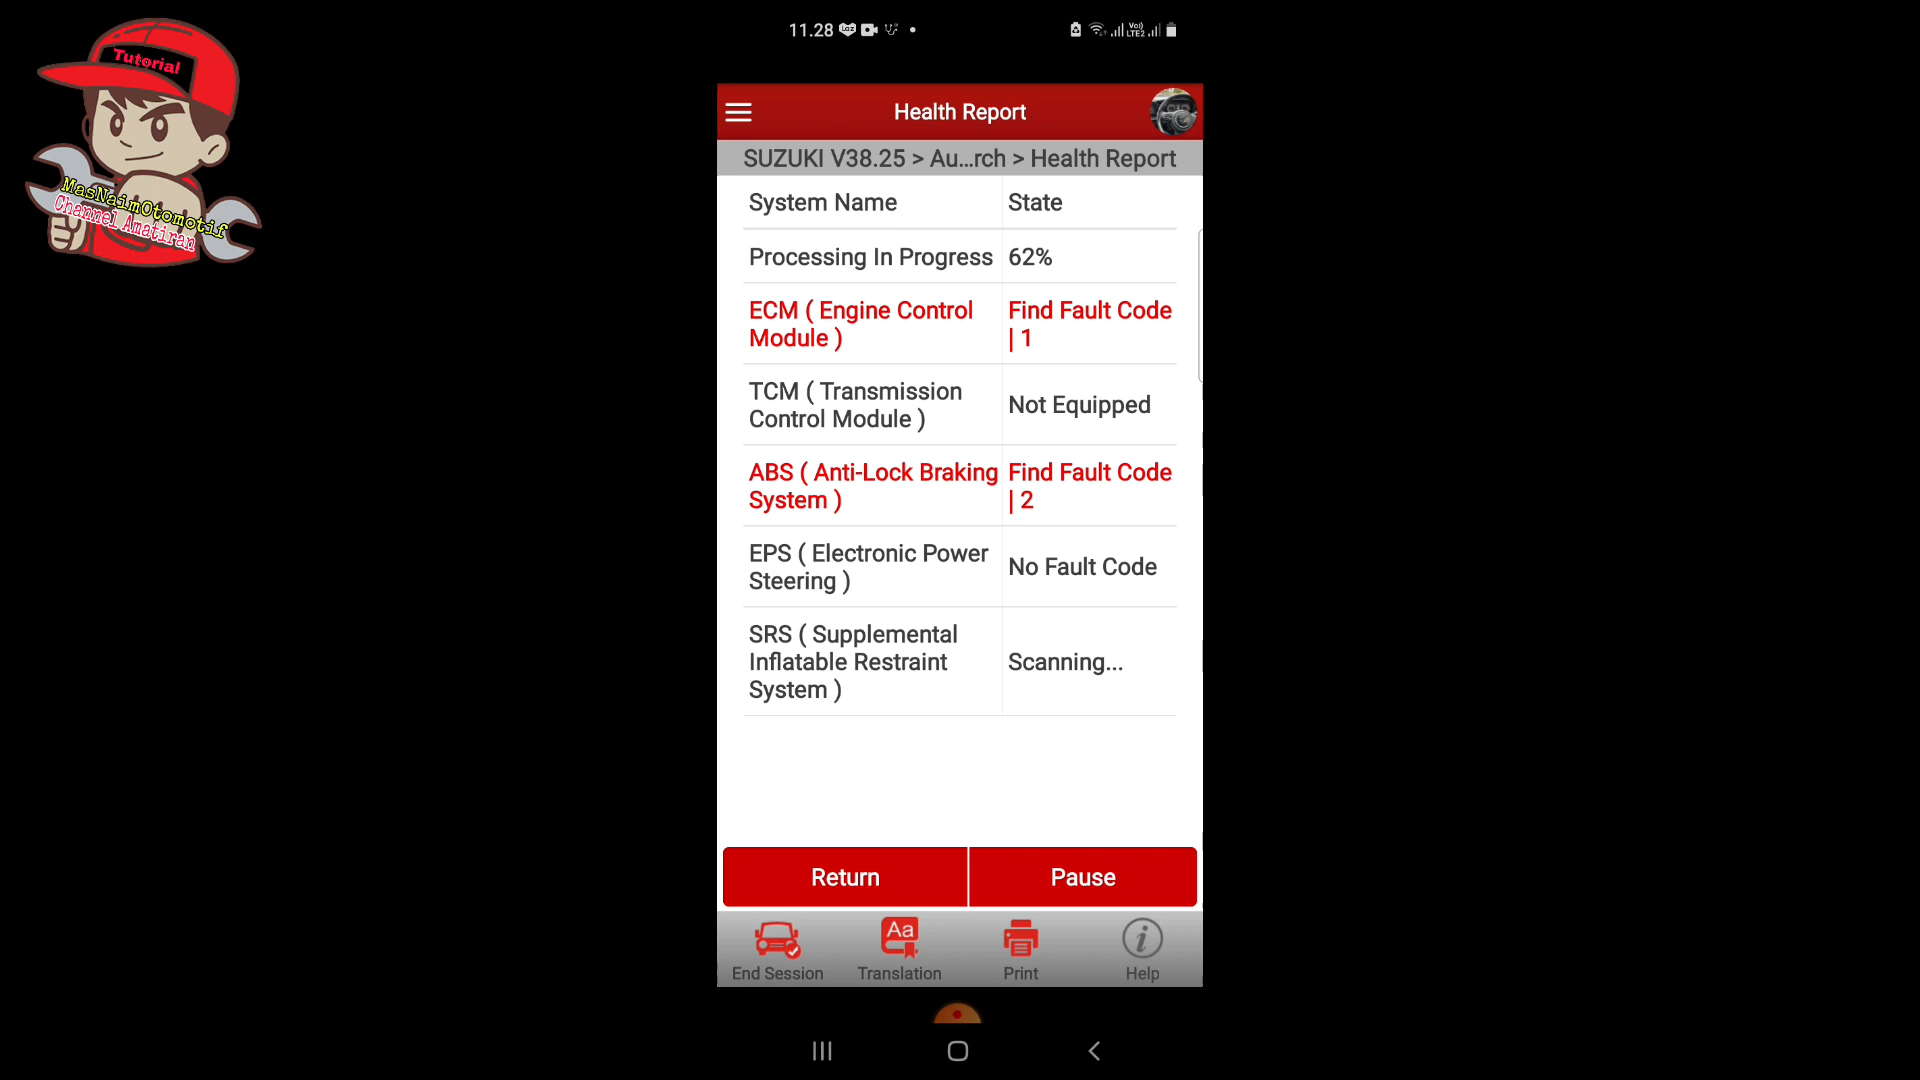 Tutorial
MasNaimOtomotif
Channel Amatiran
11.28
Laz
Vo))
LTE2
Health Report
SUZUKI V38.25 > Au...rch > Health Report
System Name State
Processing In Progress 62%
ECM ( Engine Control
Module )
Find Fault Code
| 1
TCM ( Transmission
Control Module )
Not Equipped
ABS ( Anti-Lock Braking
System )
Find Fault Code
| 2
EPS ( Electronic Power
Steering )
No Fault Code
SRS ( Supplemental
Inflatable Restraint
System )
Scanning...
Return Pause
Aa
End Session Translation Print Help